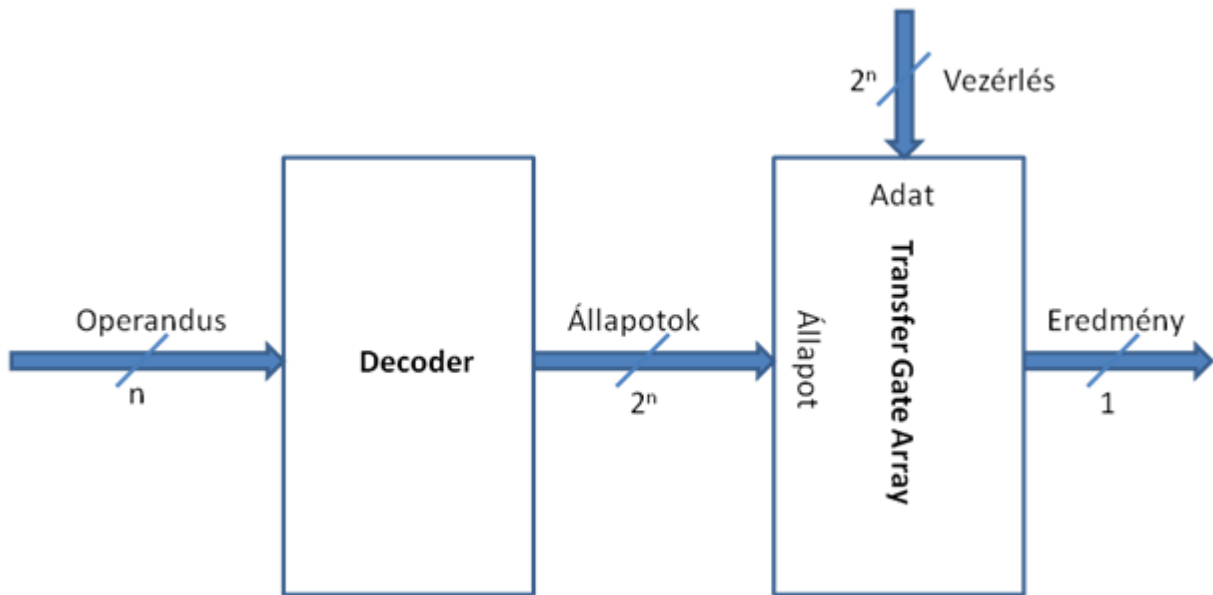 2ⁿ
Vezérlés
Adat
Operandus
n
Decoder
Állapotok
2ⁿ
Állapot
Transfer Gate Array
Eredmény
1